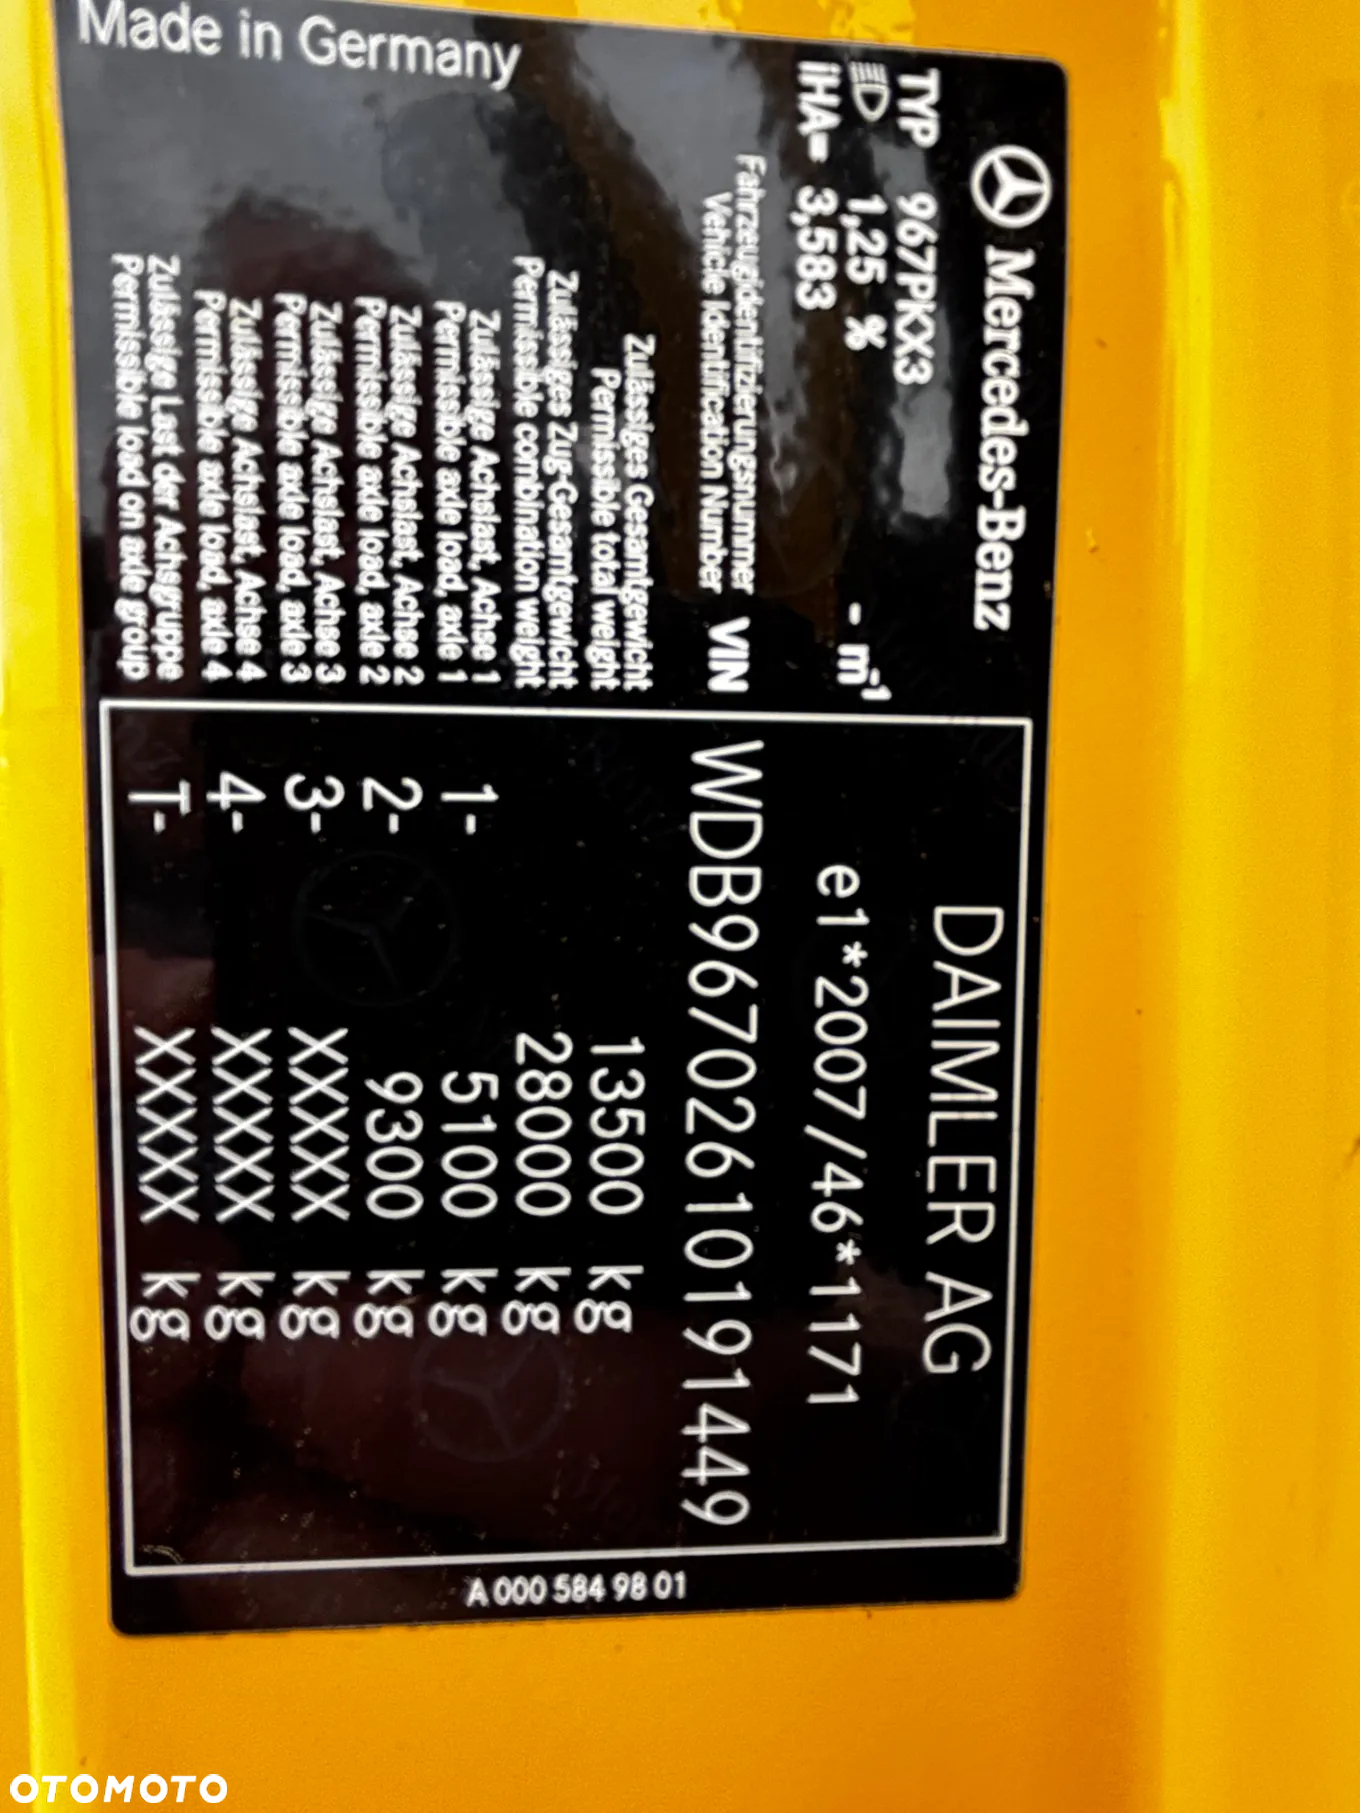 Mercedes-Benz
TYP 967PKXX3
1,25 % - m⁻¹
iHA= 3,583
DAIMLER AG
e1*2007/46*1171
Fahrzeugidentifizierungsnummer
Vehicle Identification Number VIN WDB96702610191449
Zulässiges Gesamtgewicht
Permissible total weight 13500 kg
Zulässiges Zug-Gesamtgewicht
Permissible combination weight 28000 kg
Zulässige Achslast, Achse 1
Permissible axle load, axle 1 1- 5100 kg
Zulässige Achslast, Achse 2
Permissible axle load, axle 2 2- 9300 kg
Zulässige Achslast, Achse 3
Permissible axle load, axle 3 3- XXXXX kg
Zulässige Achslast, Achse 4
Permissible axle load, axle 4 4- XXXXX kg
Zulässige Last der Achsgruppe
Permissible load on axle group T- XXXXX kg
Made in Germany
A 000 584 98 01
OTOMOTO